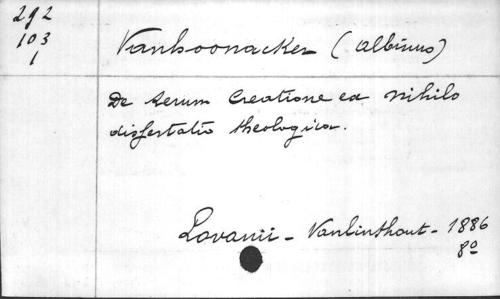 292
103
1
Vanhoonacker (Albinus)
De rerum Creatione ex nihilo
dissertatio theologica.
Lovanii - Vanlinthout - 1886
8º